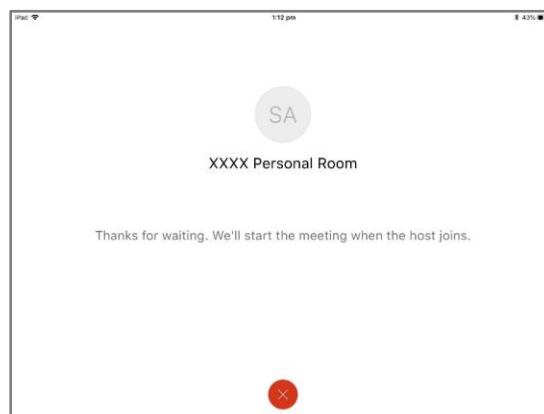 iPad 1:12 pm 43%
SA
XXXX Personal Room
Thanks for waiting. We'll start the meeting when the host joins.